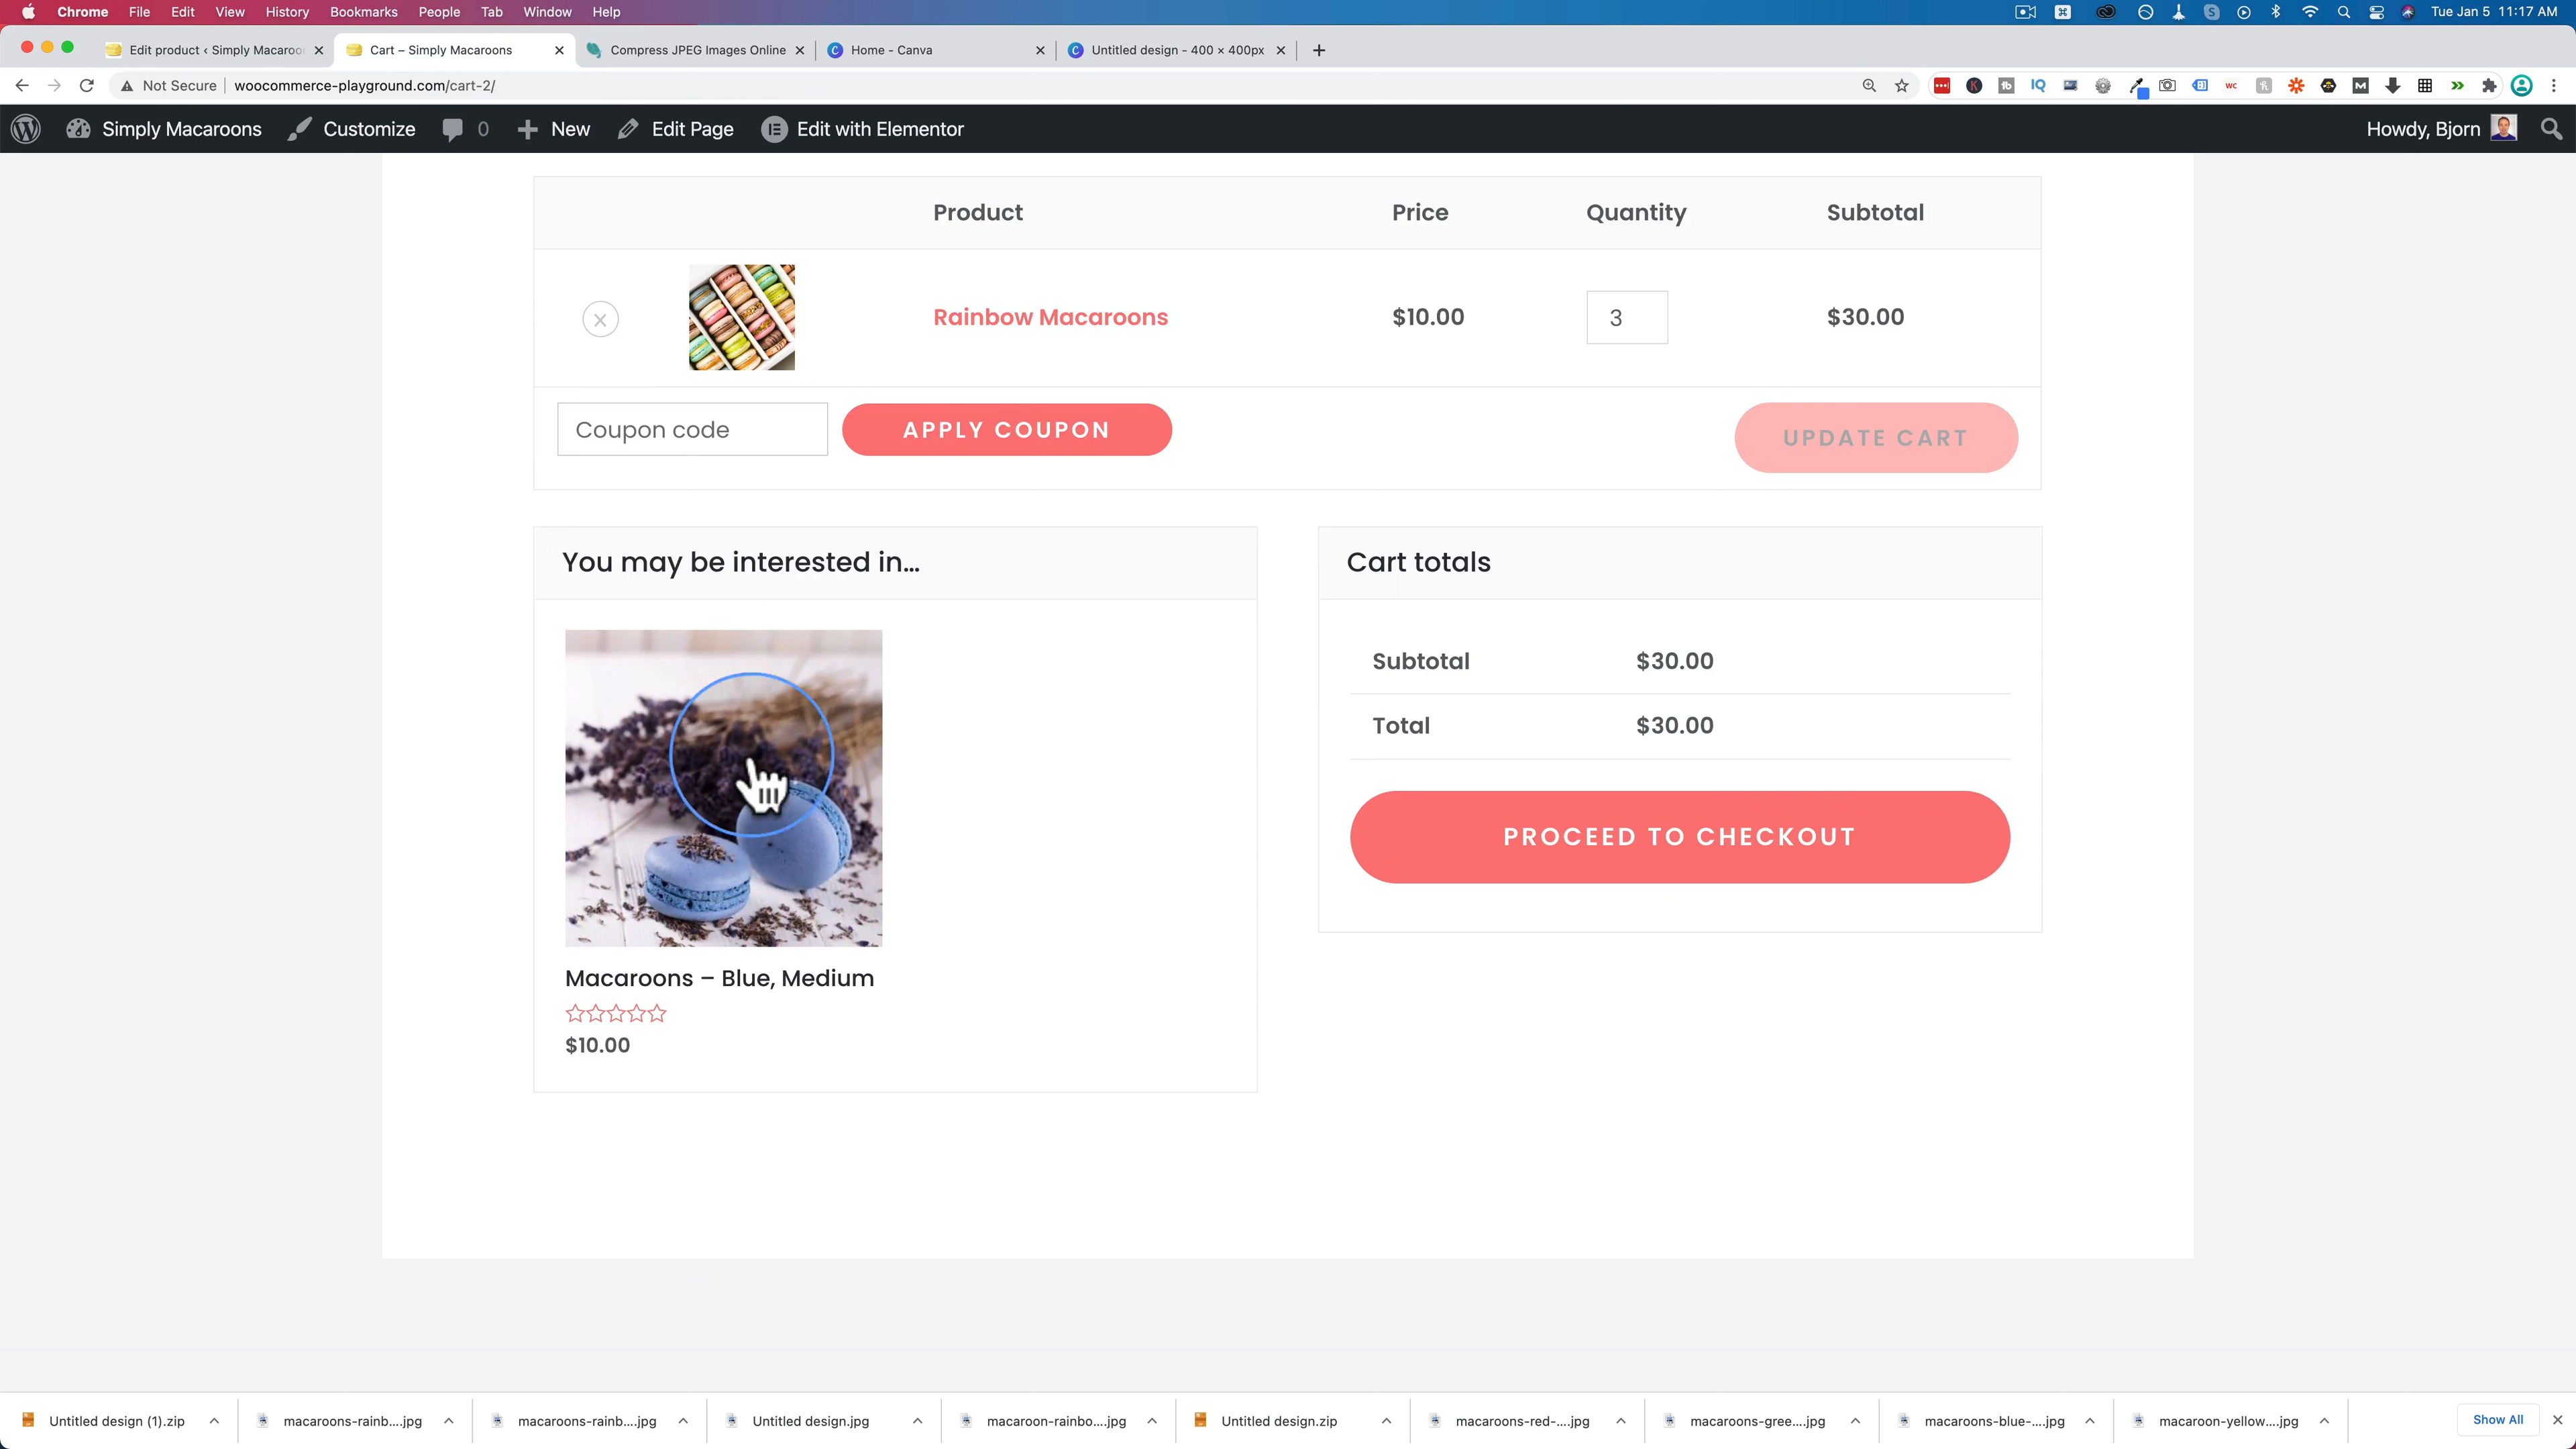 Chrome File Edit View History Bookmarks People Tab Window Help Tue Jan 5 11:17 AM
Edit product ‹ Simply Macaroo Cart – Simply Macaroons Compress JPEG Images Online Home - Canva Untitled design - 400 × 400px
Not Secure woocommerce-playground.com/cart-2/
Simply Macaroons Customize 0 New Edit Page Edit with Elementor Howdy, Bjorn
Product Price Quantity Subtotal
Rainbow Macaroons $10.00 3 $30.00
Coupon code APPLY COUPON UPDATE CART
You may be interested in...
Cart totals
Subtotal $30.00
Total $30.00
PROCEED TO CHECKOUT
Macaroons – Blue, Medium
$10.00
Untitled design (1).zip macaroons-rainb....jpg macaroons-rainb....jpg Untitled design.jpg macaroon-rainbo....jpg Untitled design.zip macaroons-red-....jpg macaroons-gree....jpg macaroons-blue-....jpg macaroon-yellow....jpg Show All